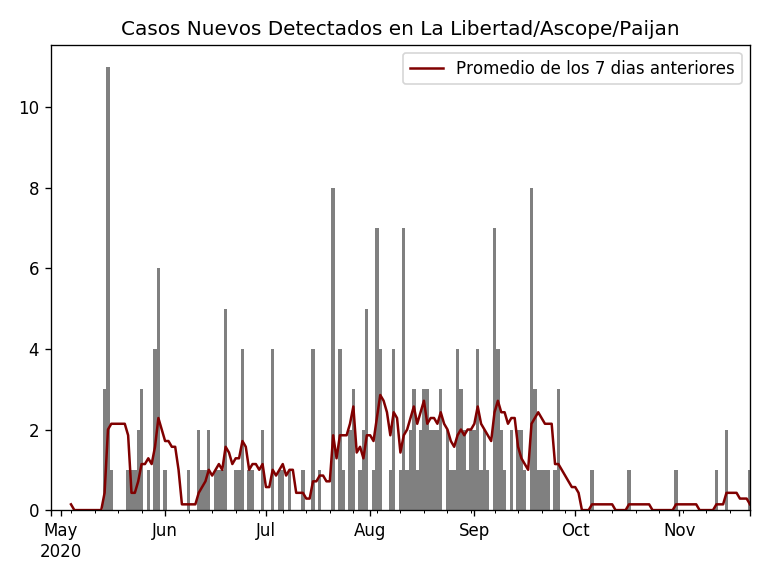 Casos Nuevos Detectados en La Libertad/Ascope/Paijan
Promedio de los 7 dias anteriores
10
8
6
4
2
0
May Jun Jul Aug Sep Oct Nov
2020